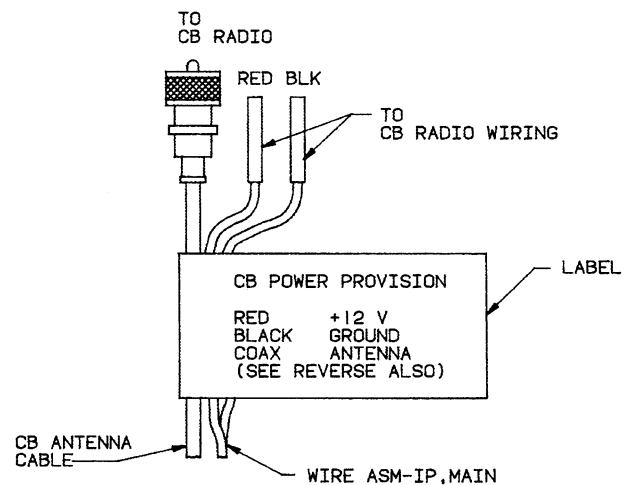 TO
CB RADIO
RED BLK
TO
CB RADIO WIRING
LABEL
CB POWER PROVISION
RED +12 V
BLACK GROUND
COAX ANTENNA
(SEE REVERSE ALSO)
CB ANTENNA
CABLE
WIRE ASM-IP,MAIN